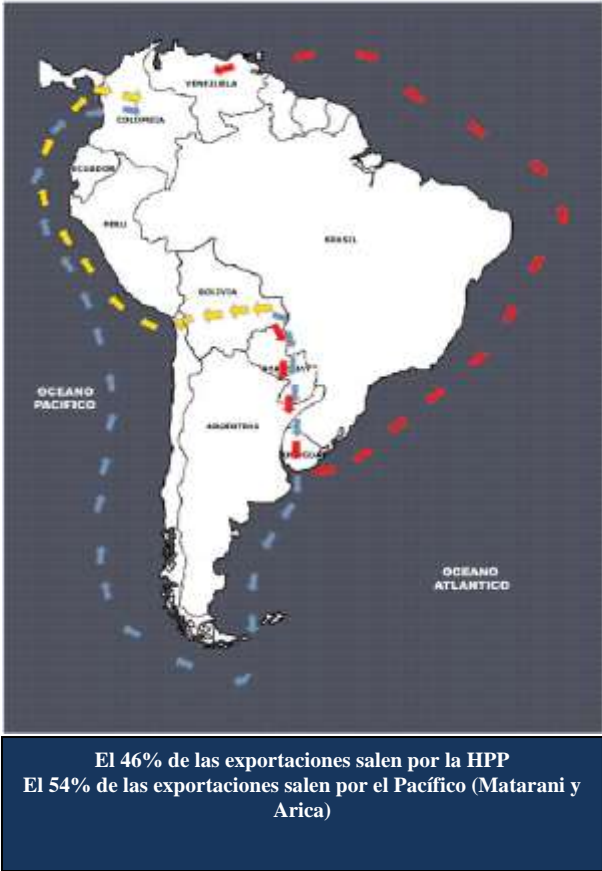 VENEZUELA
COLOMBIA
ECUADOR
PERU
BRASIL
BOLIVIA
OCEANO
PACIFICO
ARGENTINA
OCEANO
ATLANTICO
El 46% de las exportaciones salen por la HPP
El 54% de las exportaciones salen por el Pacífico (Matarani y
Arica)